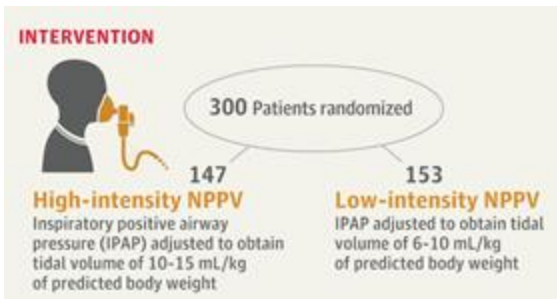 INTERVENTION
300 Patients randomized
147
High-intensity NPPV
Inspiratory positive airway
pressure (IPAP) adjusted to obtain
tidal volume of 10-15 mL/kg
of predicted body weight
153
Low-intensity NPPV
IPAP adjusted to obtain tidal
volume of 6-10 mL/kg
of predicted body weight